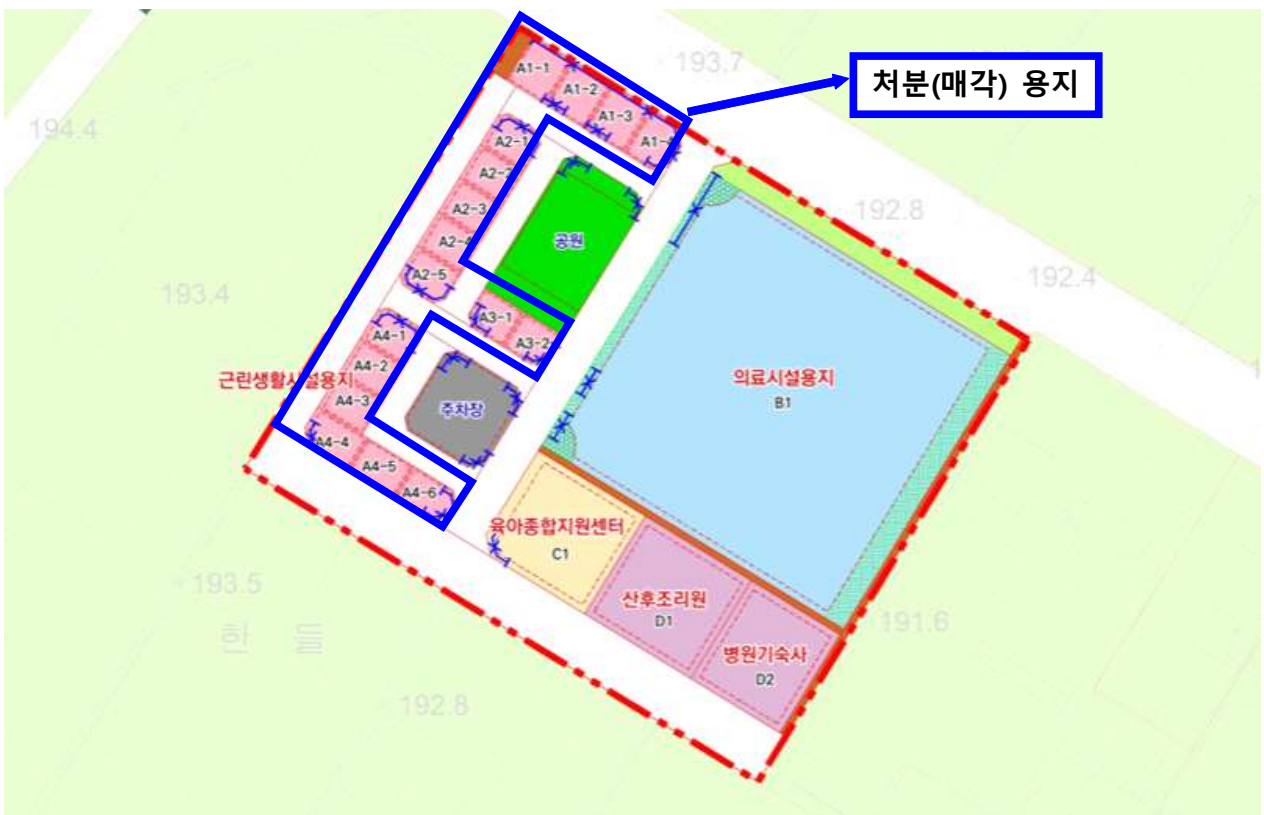 처분(매각) 용지
193.7
194.4
A1-1
A1-2
A1-3
A1-4
A2-1
A2-2
A2-3
A2-4
A2-5
공원
192.8
192.4
193.4
A3-1
A3-2
A4-1
A4-2
A4-3
A4-4
A4-5
A4-6
근린생활시설용지
주차장
의료시설용지
B1
육아종합지원센터
C1
산후조리원
D1
병원기숙사
D2
193.5
한 들
191.6
192.8